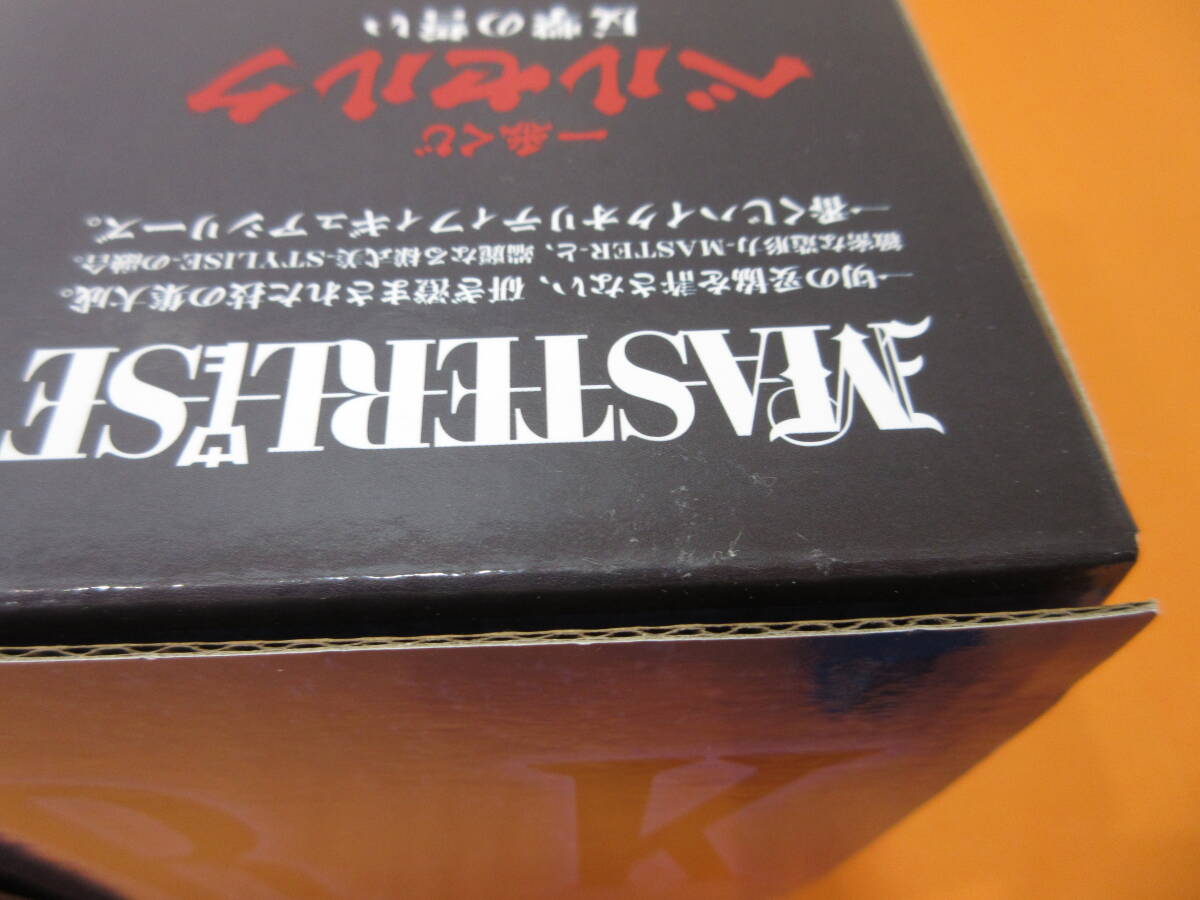 MASTERLISE
一切の妥協を許さない、研ぎ澄まされた技の集大成。
緻密な造形力-MASTER-と、端麗なる様式美-STYLISE-の融合。
一番くじハイクオリティフィギュアシリーズ。
一番くじ
ベルセルク
反撃の誓い
R K